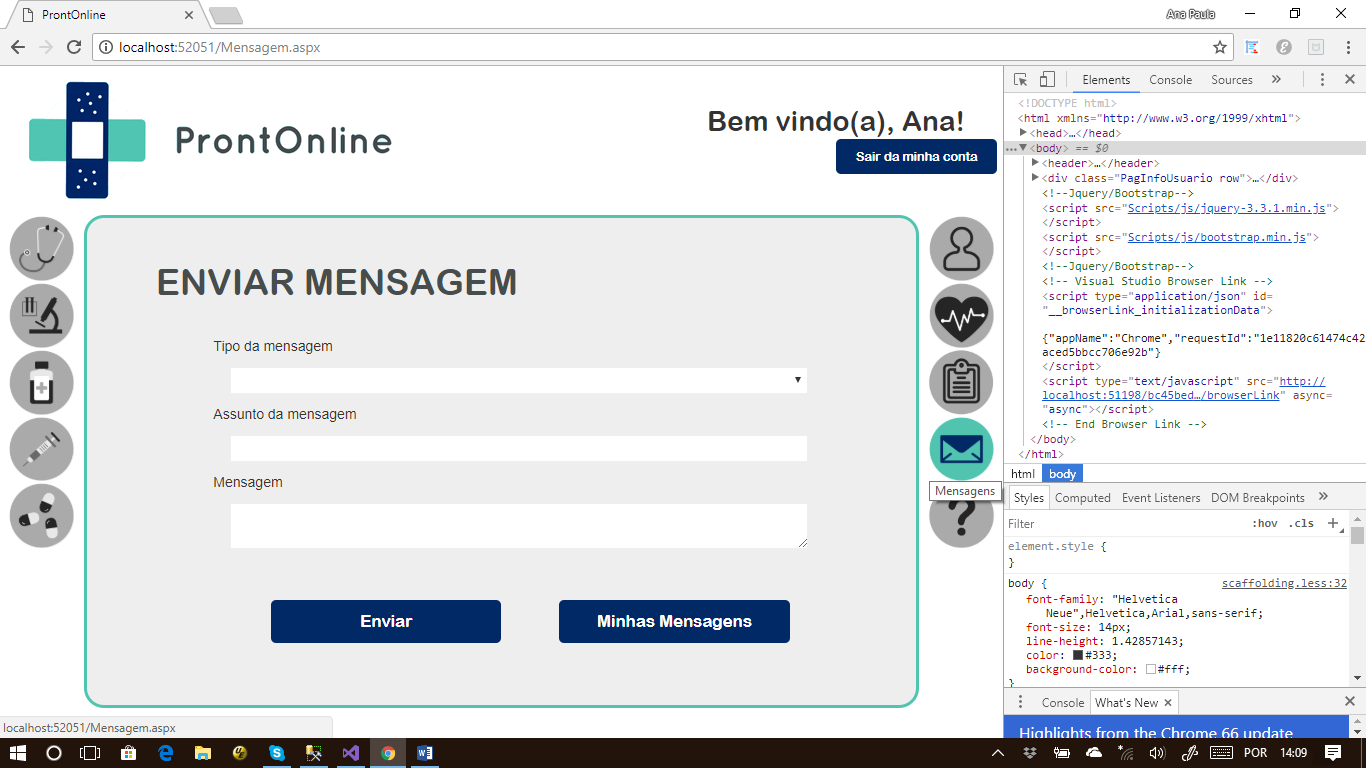 ProntOnline
Ana Paula
localhost:52051/Mensagem.aspx
ProntOnline
Bem vindo(a), Ana!
Sair da minha conta
ENVIAR MENSAGEM
Tipo da mensagem
Assunto da mensagem
Mensagem
Enviar
Minhas Mensagens
Mensagens
?
localhost:52051/Mensagem.aspx
Elements Console Sources »
<!DOCTYPE html>
<html xmlns="http://www.w3.org/1999/xhtml">
<head>…</head>
<body> == $0
<header>…</header>
<div class="PagInfoUsuario row">…</div>
<!--Jquery/Bootstrap-->
<script src="Scripts/js/jquery-3.3.1.min.js">
</script>
<script src="Scripts/js/bootstrap.min.js">
</script>
<!--Jquery/Bootstrap-->
<!-- Visual Studio Browser Link -->
<script type="application/json" id=
"__browserLink_initializationData">
{"appName":"Chrome","requestId":"1e11820c61474c42
aced5bbcc706e92b"}
</script>
<script type="text/javascript" src="http://
localhost:51198/bc45bed…/browserLink" async=
"async"></script>
<!-- End Browser Link -->
</body>
</html>
html body
Styles Computed Event Listeners DOM Breakpoints »
Filter :hov .cls +
element.style {
}
body { scaffolding.less:32
font-family: "Helvetica
Neue",Helvetica,Arial,sans-serif;
font-size: 14px;
line-height: 1.42857143;
color: #333;
background-color: #fff;
}
Console What's New ×
Highlights from the Chrome 66 update
POR 14:09